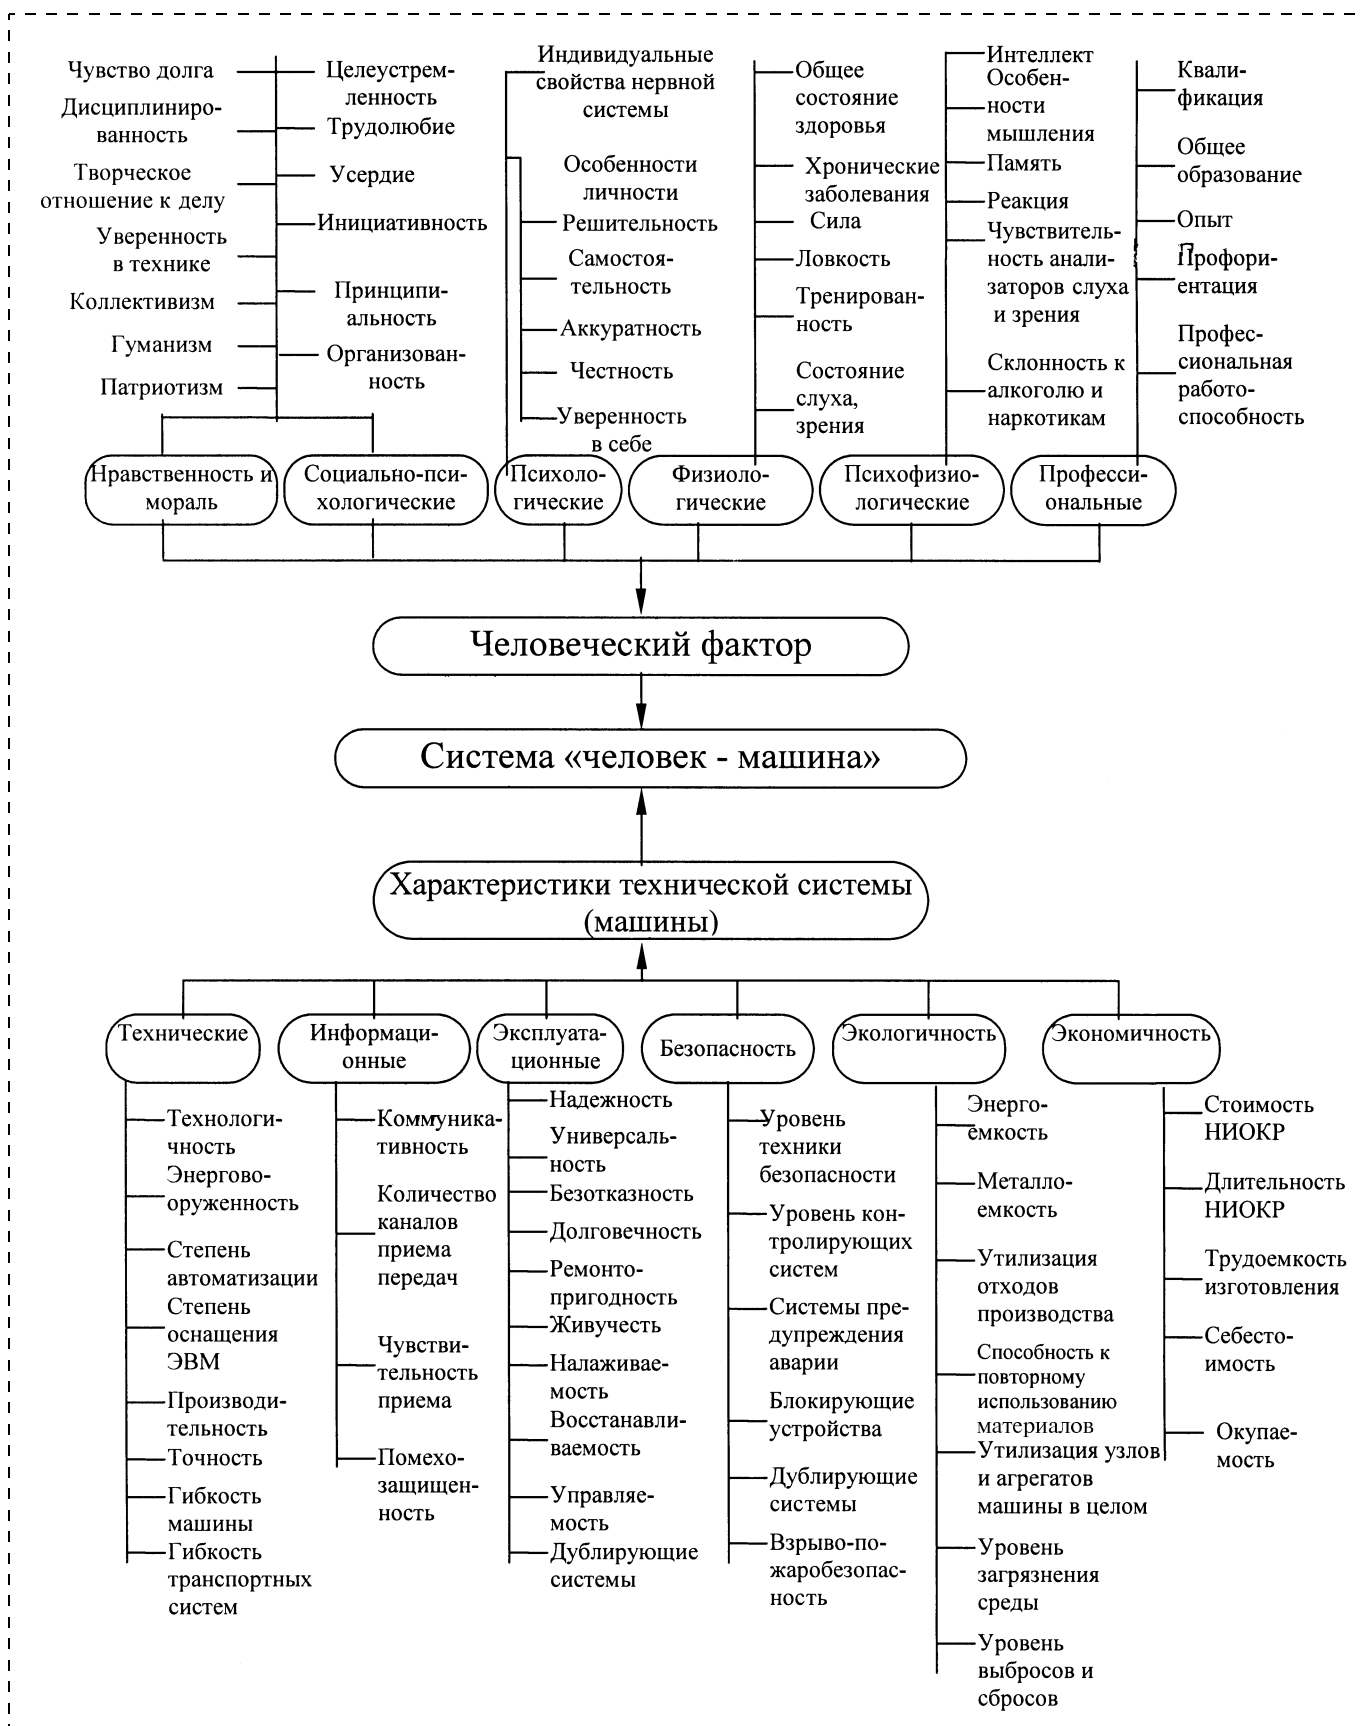 Чувство долга
Дисциплиниро-
ванность
Творческое
отношение к делу
Уверенность
в технике
Коллективизм
Гуманизм
Патриотизм
Целеустрем-
ленность
Трудолюбие
Усердие
Инициативность
Принципи-
альность
Организован-
ность
Индивидуальные
свойства нервной
системы
Особенности
личности
Решительность
Самостоя-
тельность
Аккуратность
Честность
Уверенность
в себе
Общее
состояние
здоровья
Хронические
заболевания
Сила
Ловкость
Тренирован-
ность
Состояние
слуха,
зрения
Интеллект
Особен-
ности
мышления
Память
Реакция
Чувствитель-
ность анали-
заторов слуха
и зрения
Склонность к
алкоголю и
наркотикам
Квали-
фикация
Общее
образование
Опыт
Профори-
ентация
Профес-
сиональная
работо-
способность
Нравственность и
мораль
Социально-пси-
хологические
Психоло-
гические
Физиоло-
гические
Психофизио-
логические
Професси-
ональные
Человеческий фактор
Система «человек - машина»
Характеристики технической системы
(машины)
Технические
Информаци-
онные
Эксплуата-
ционные
Безопасность
Экологичность
Экономичность
Технологи-
чность
Энергово-
оруженность
Степень
автоматизации
Степень
оснащения
ЭВМ
Производи-
тельность
Точность
Гибкость
машины
Гибкость
транспортных
систем
Коммуника-
тивность
Количество
каналов
приема
передач
Чувстви-
тельность
приема
Помехо-
защищен-
ность
Надежность
Универсаль-
ность
Безотказность
Долговечность
Ремонто-
пригодность
Живучесть
Налаживае-
мость
Восстанавли-
ваемость
Управляе-
мость
Дублирующие
системы
Уровень
техники
безопасности
Уровень кон-
тролирующих
систем
Системы пре-
дупреждения
аварии
Блокирующие
устройства
Дублирующие
системы
Взрыво-по-
жаробезопас-
ность
Энерго-
емкость
Металло-
емкость
Утилизация
отходов
производства
Способность к
повторному
использованию
материалов
Утилизация узлов
и агрегатов
машины в целом
Уровень
загрязнения
среды
Уровень
выбросов и
сбросов
Стоимость
НИОКР
Длительность
НИОКР
Трудоемкость
изготовления
Себесто-
имость
Окупае-
мость